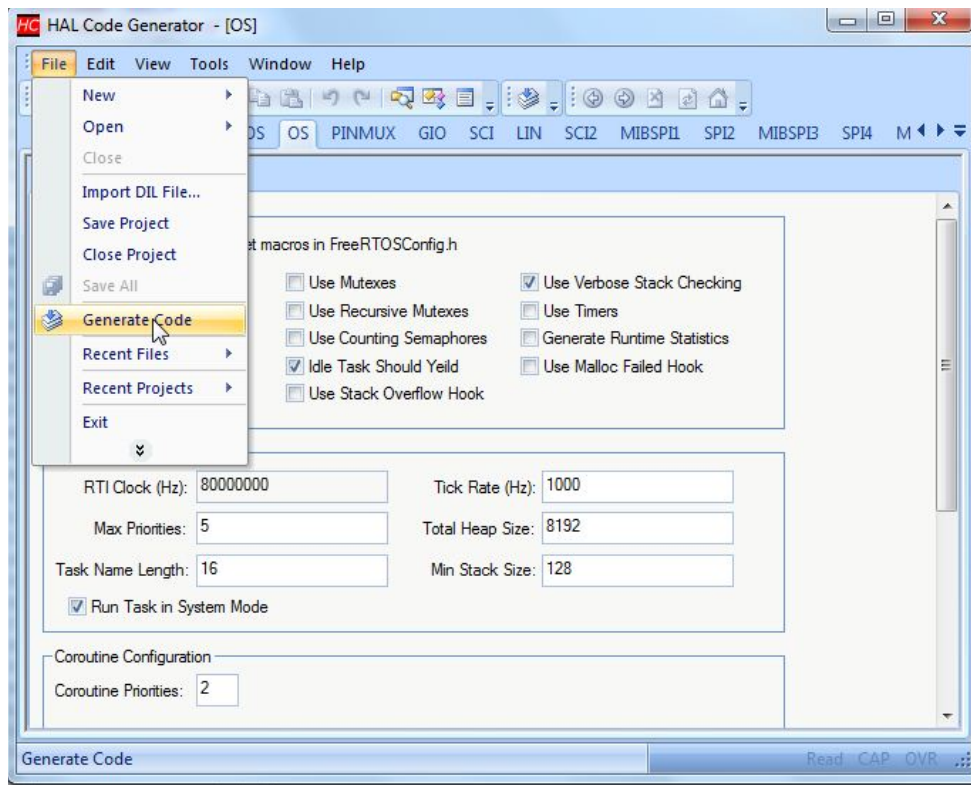 HC HAL Code Generator - [OS]
File Edit View Tools Window Help
OS OS PINMUX GIO SCI LIN SCI2 MIBSPI1 SPI2 MIBSPI3 SPI4 M
New
Open
Close
Import DIL File...
Save Project
Close Project
Save All
Generate Code
Recent Files
Recent Projects
Exit
et macros in FreeRTOSConfig.h
Use Mutexes Use Verbose Stack Checking
Use Recursive Mutexes Use Timers
Use Counting Semaphores Generate Runtime Statistics
Idle Task Should Yeild Use Malloc Failed Hook
Use Stack Overflow Hook
RTI Clock (Hz): 80000000 Tick Rate (Hz): 1000
Max Priorities: 5 Total Heap Size: 8192
Task Name Length: 16 Min Stack Size: 128
Run Task in System Mode
Coroutine Configuration
Coroutine Priorities: 2
Generate Code Read CAP OVR